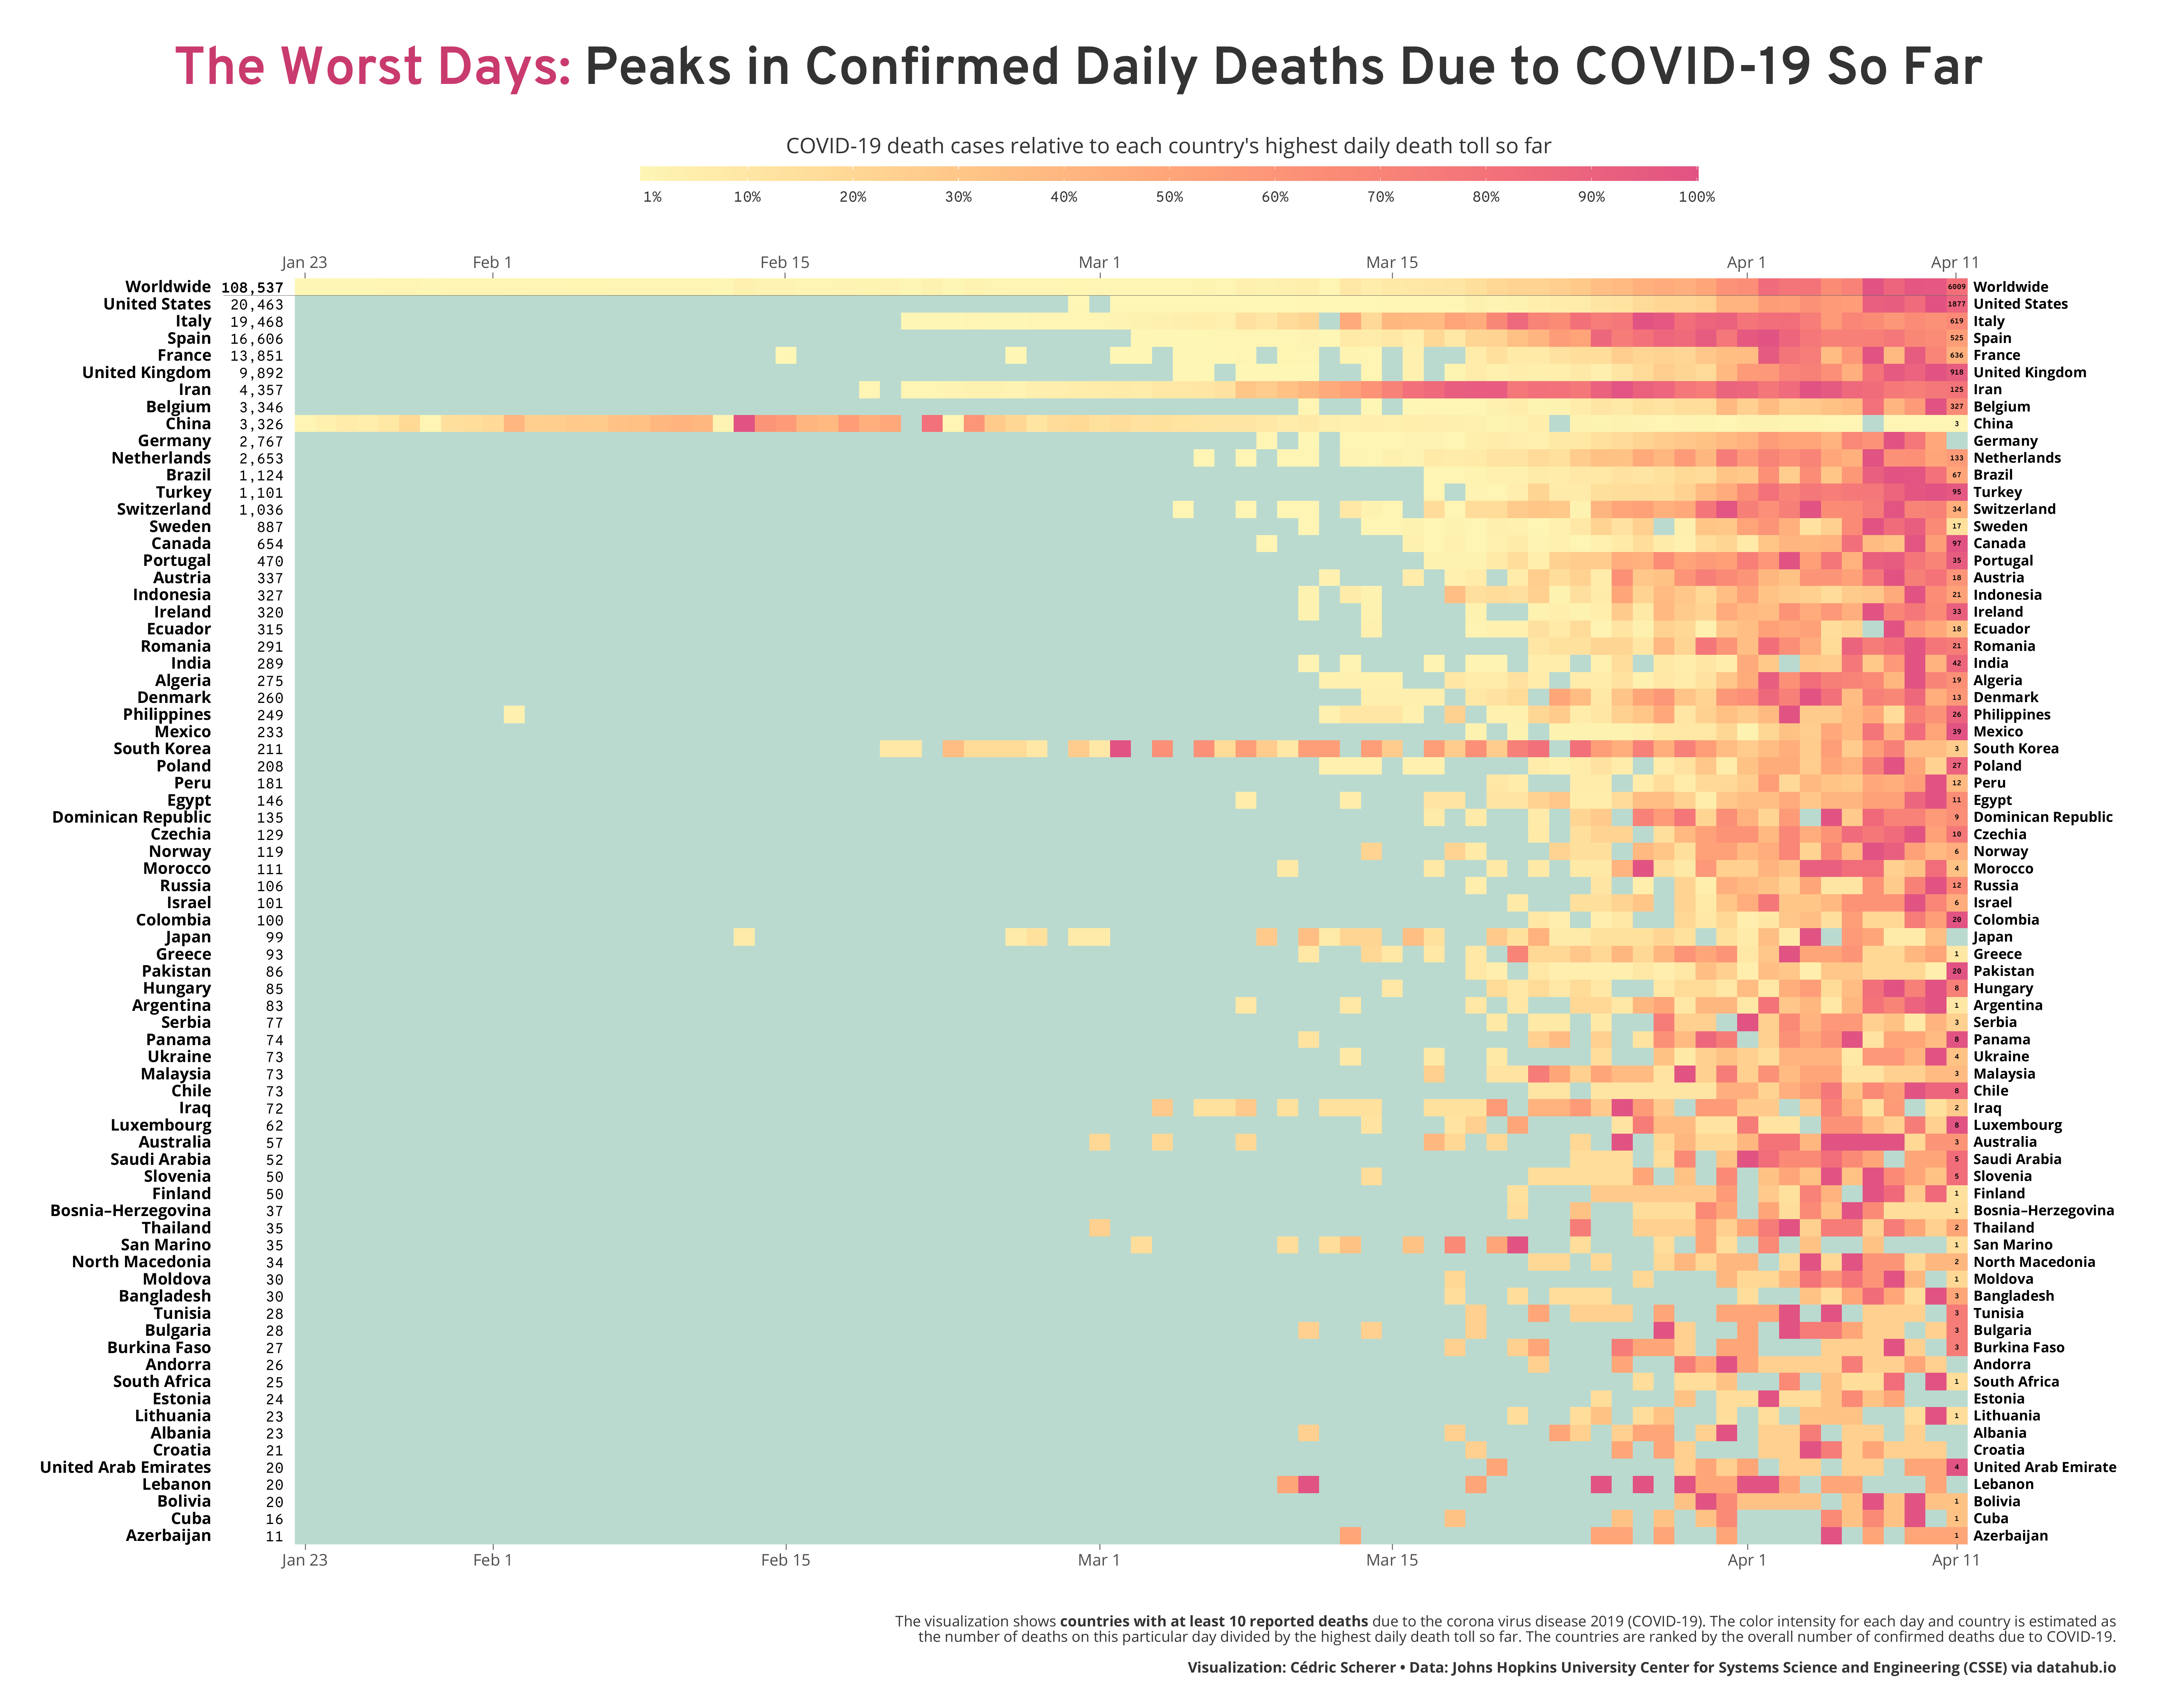 The Worst Days: Peaks in Confirmed Daily Deaths Due to COVID-19 So Far
COVID-19 death cases relative to each country's highest daily death toll so far
1% 10% 20% 30% 40% 50% 60% 70% 80% 90% 100%
Jan 23 Feb 1 Feb 15 Mar 1 Mar 15 Apr 1 Apr 11
Worldwide 108,537 6009 Worldwide
United States 20,463 1877 United States
Italy 19,468 619 Italy
Spain 16,606 525 Spain
France 13,851 636 France
United Kingdom 9,892 918 United Kingdom
Iran 4,357 125 Iran
Belgium 3,346 327 Belgium
China 3,326 3 China
Germany 2,767 Germany
Netherlands 2,653 133 Netherlands
Brazil 1,124 67 Brazil
Turkey 1,101 95 Turkey
Switzerland 1,036 34 Switzerland
Sweden 887 17 Sweden
Canada 654 97 Canada
Portugal 470 35 Portugal
Austria 337 18 Austria
Indonesia 327 21 Indonesia
Ireland 320 33 Ireland
Ecuador 315 18 Ecuador
Romania 291 21 Romania
India 289 42 India
Algeria 275 19 Algeria
Denmark 260 13 Denmark
Philippines 249 26 Philippines
Mexico 233 39 Mexico
South Korea 211 3 South Korea
Poland 208 27 Poland
Peru 181 12 Peru
Egypt 146 11 Egypt
Dominican Republic 135 9 Dominican Republic
Czechia 129 10 Czechia
Norway 119 6 Norway
Morocco 111 4 Morocco
Russia 106 12 Russia
Israel 101 6 Israel
Colombia 100 20 Colombia
Japan 99 Japan
Greece 93 1 Greece
Pakistan 86 20 Pakistan
Hungary 85 8 Hungary
Argentina 83 1 Argentina
Serbia 77 3 Serbia
Panama 74 8 Panama
Ukraine 73 4 Ukraine
Malaysia 73 3 Malaysia
Chile 73 8 Chile
Iraq 72 2 Iraq
Luxembourg 62 8 Luxembourg
Australia 57 3 Australia
Saudi Arabia 52 5 Saudi Arabia
Slovenia 50 5 Slovenia
Finland 50 1 Finland
Bosnia–Herzegovina 37 1 Bosnia–Herzegovina
Thailand 35 2 Thailand
San Marino 35 1 San Marino
North Macedonia 34 2 North Macedonia
Moldova 30 1 Moldova
Bangladesh 30 3 Bangladesh
Tunisia 28 3 Tunisia
Bulgaria 28 3 Bulgaria
Burkina Faso 27 3 Burkina Faso
Andorra 26 Andorra
South Africa 25 1 South Africa
Estonia 24 Estonia
Lithuania 23 1 Lithuania
Albania 23 Albania
Croatia 21 Croatia
United Arab Emirates 20 4 United Arab Emirate
Lebanon 20 Lebanon
Bolivia 20 1 Bolivia
Cuba 16 1 Cuba
Azerbaijan 11 1 Azerbaijan
Jan 23 Feb 1 Feb 15 Mar 1 Mar 15 Apr 1 Apr 11
The visualization shows countries with at least 10 reported deaths due to the corona virus disease 2019 (COVID-19). The color intensity for each day and country is estimated as
the number of deaths on this particular day divided by the highest daily death toll so far. The countries are ranked by the overall number of confirmed deaths due to COVID-19.
Visualization: Cédric Scherer • Data: Johns Hopkins University Center for Systems Science and Engineering (CSSE) via datahub.io